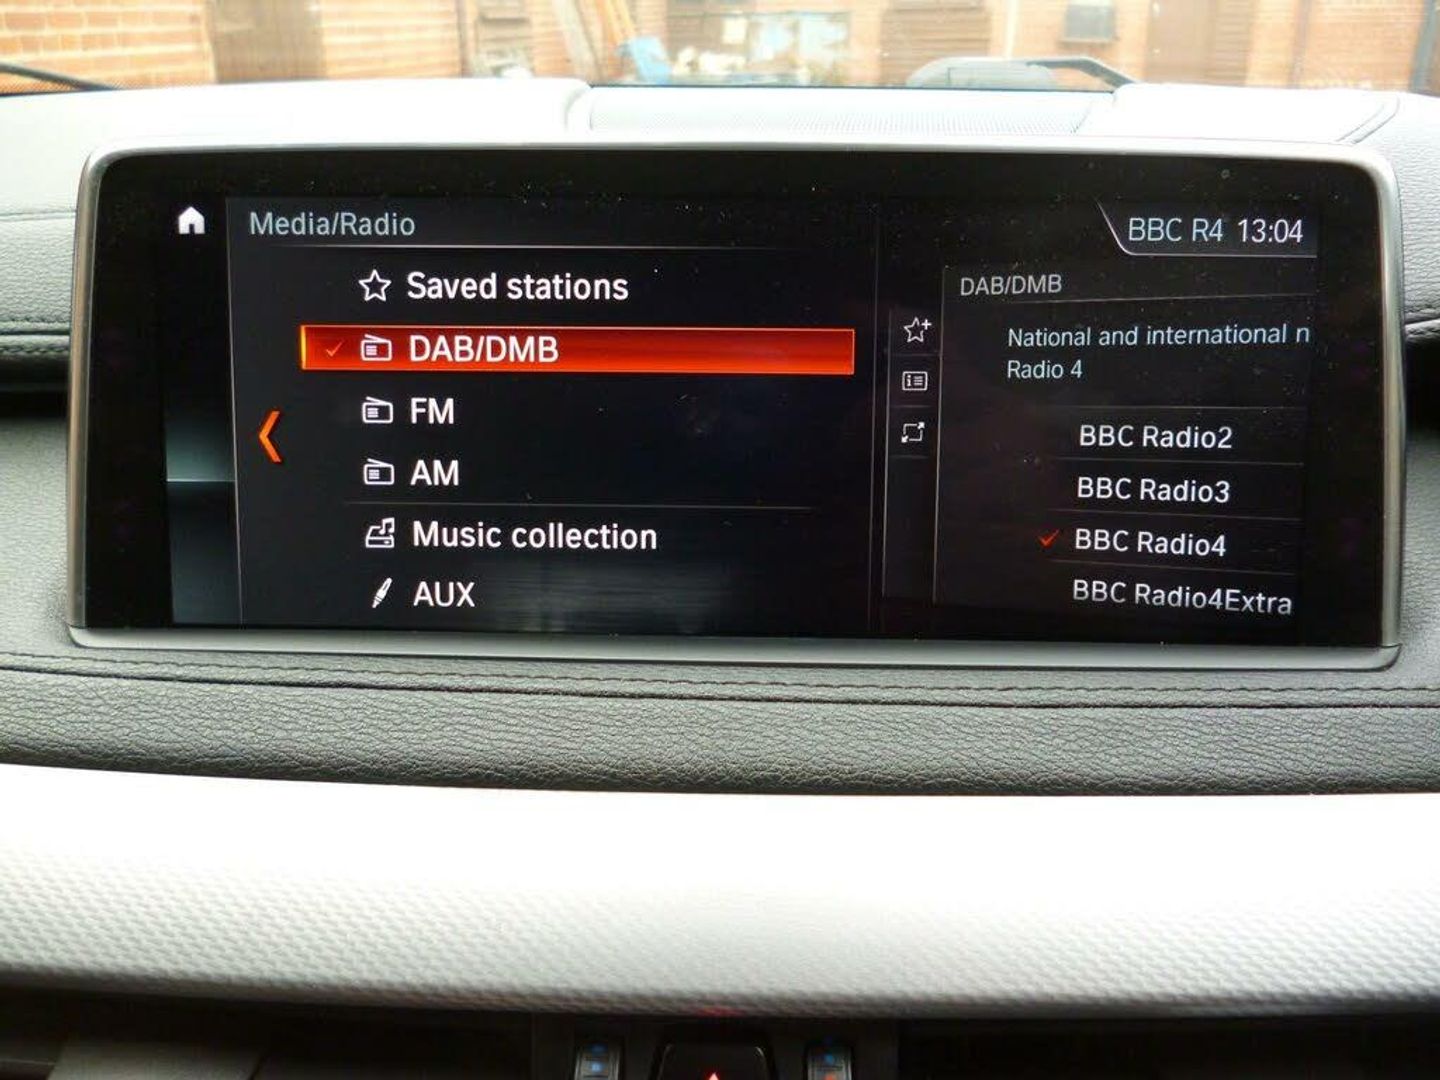 Media/Radio
BBC R4 13:04
Saved stations
DAB/DMB
FM
AM
Music collection
AUX
DAB/DMB
National and international n
Radio 4
BBC Radio2
BBC Radio3
BBC Radio4
BBC Radio4Extra